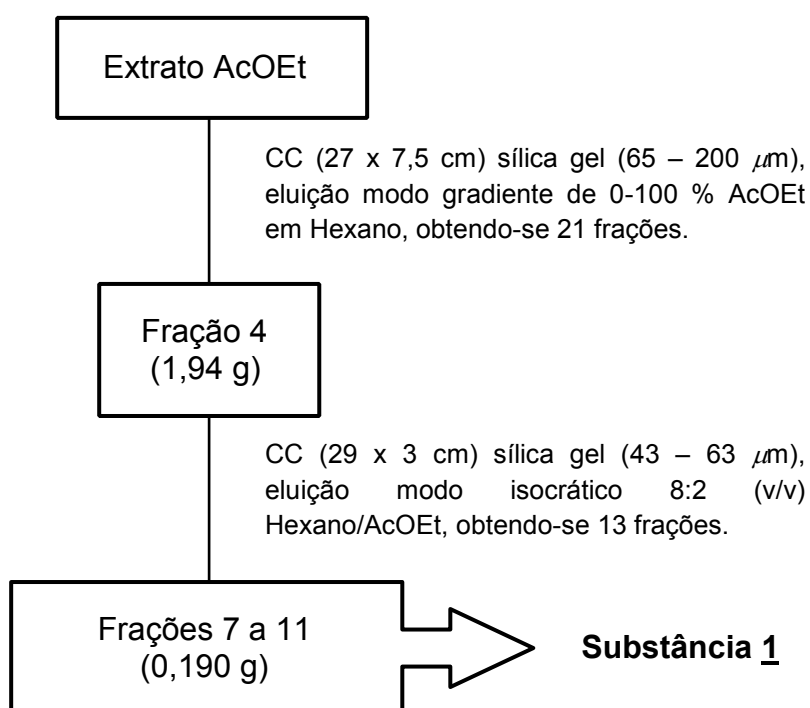 Extrato AcOEt
CC (27 x 7,5 cm) sílica gel (65 – 200 μm),
eluição modo gradiente de 0-100 % AcOEt
em Hexano, obtendo-se 21 frações.
Fração 4
(1,94 g)
CC (29 x 3 cm) sílica gel (43 – 63 μm),
eluição modo isocrático 8:2 (v/v)
Hexano/AcOEt, obtendo-se 13 frações.
Frações 7 a 11
(0,190 g)
Substância 1